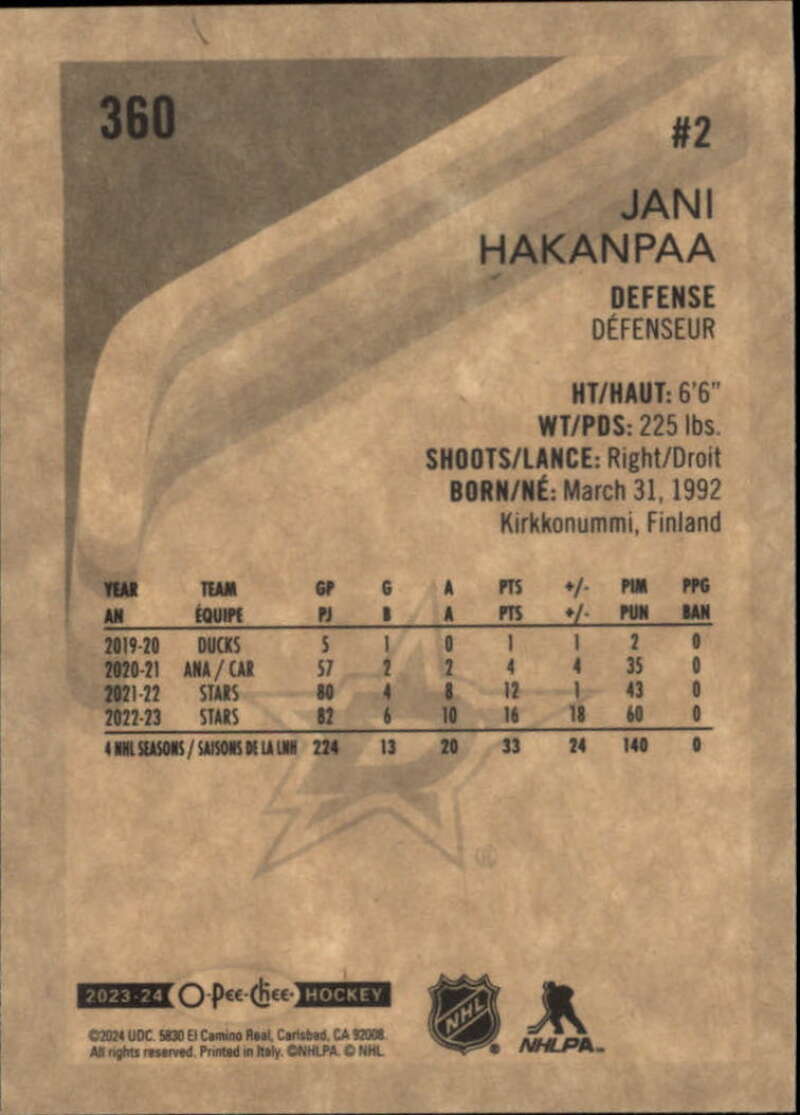 360
#2
JANI
HAKANPAA
DEFENSE
DÉFENSEUR
HT/HAUT: 6'6"
WT/PDS: 225 lbs.
SHOOTS/LANCE: Right/Droit
BORN/NÉ: March 31, 1992
Kirkkonummi, Finland
YEAR TEAM GP G A PTS +/- PIM PPG
AN ÉQUIPE PJ B A PTS +/- PUN BAN
2019-20 DUCKS 5 1 0 1 1 2 0
2020-21 ANA / CAR 57 2 2 4 4 35 0
2021-22 STARS 80 4 8 12 1 43 0
2022-23 STARS 82 6 10 16 18 60 0
4 NHL SEASONS / SAISONS DE LA LNH 224 13 20 33 24 140 0
2023-24 O-Pee-Chee HOCKEY
©2024 UDC. 5830 El Camino Real, Carlsbad, CA 92008.
All rights reserved. Printed in Italy. ©NHLPA. © NHL.
NHL
NHLPA